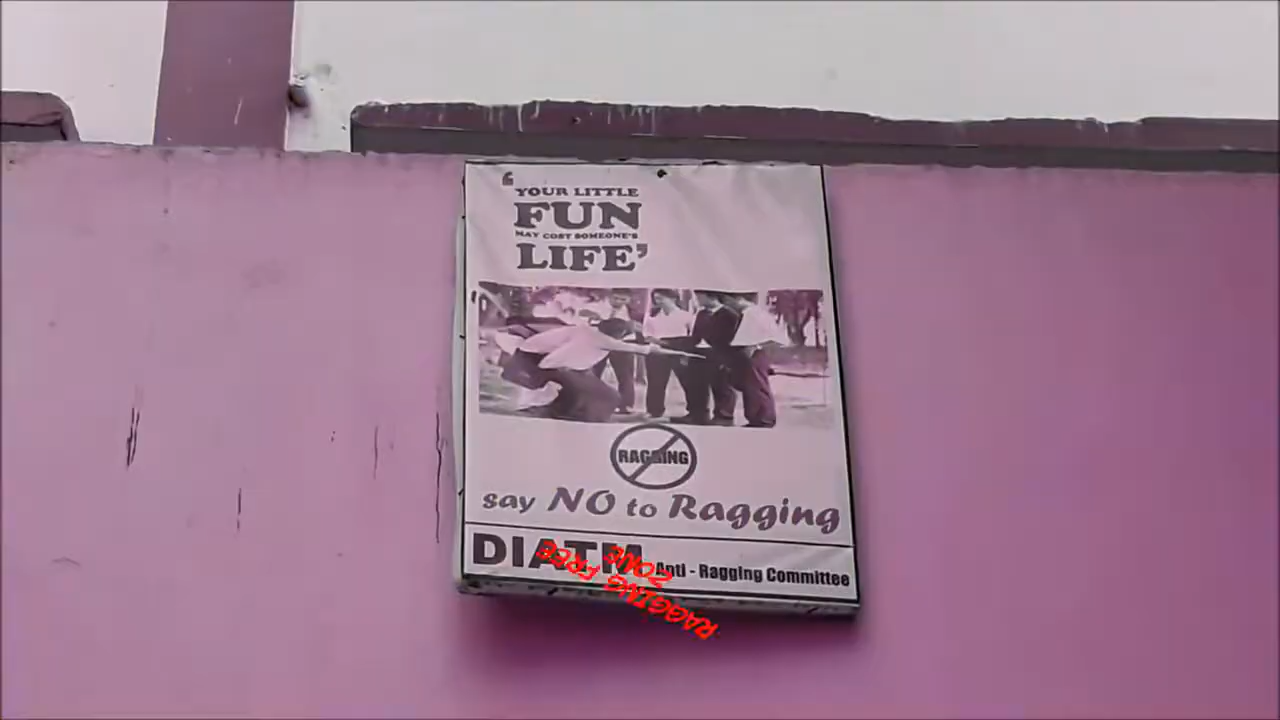 ‘YOUR LITTLE
FUN
MAY COST SOMEONE'S
LIFE’
RAGGING
say NO to Ragging
DIATM Anti - Ragging Committee
RAGGING FREE
ZONE